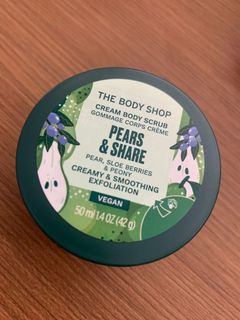 THE BODY SHOP
CREAM BODY SCRUB
GOMMAGE CORPS CRÈME
PEARS
& SHARE
PEAR, SLOE BERRIES
& PEONY
CREAMY & SMOOTHING
EXFOLIATION
VEGAN
50 ml/1.4 OZ (42 g)